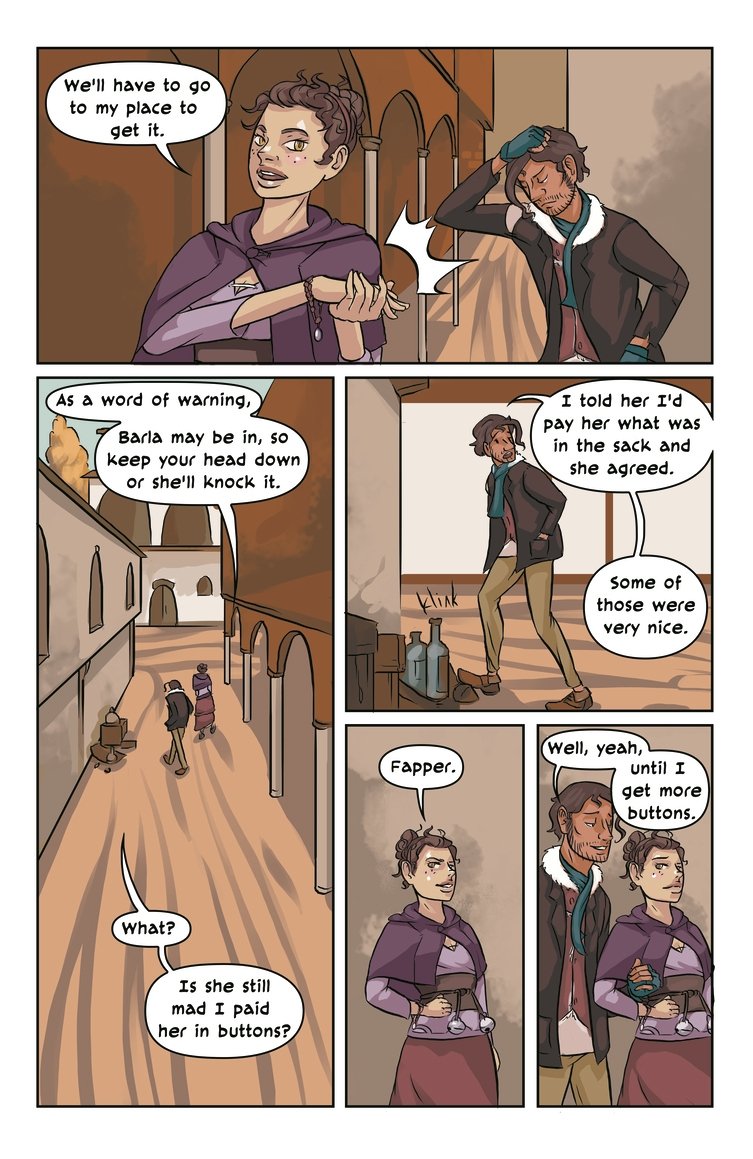 We'll have to go
to my place to
get it.
As a word of warning,
Barla may be in, so
keep your head down
or she'll knock it.
What?
Is she still
mad I paid
her in buttons?
I told her I'd
pay her what was
in the sack and
she agreed.
Some of
those were
very nice.
klink
Fapper.
Well, yeah,
until I
get more
buttons.